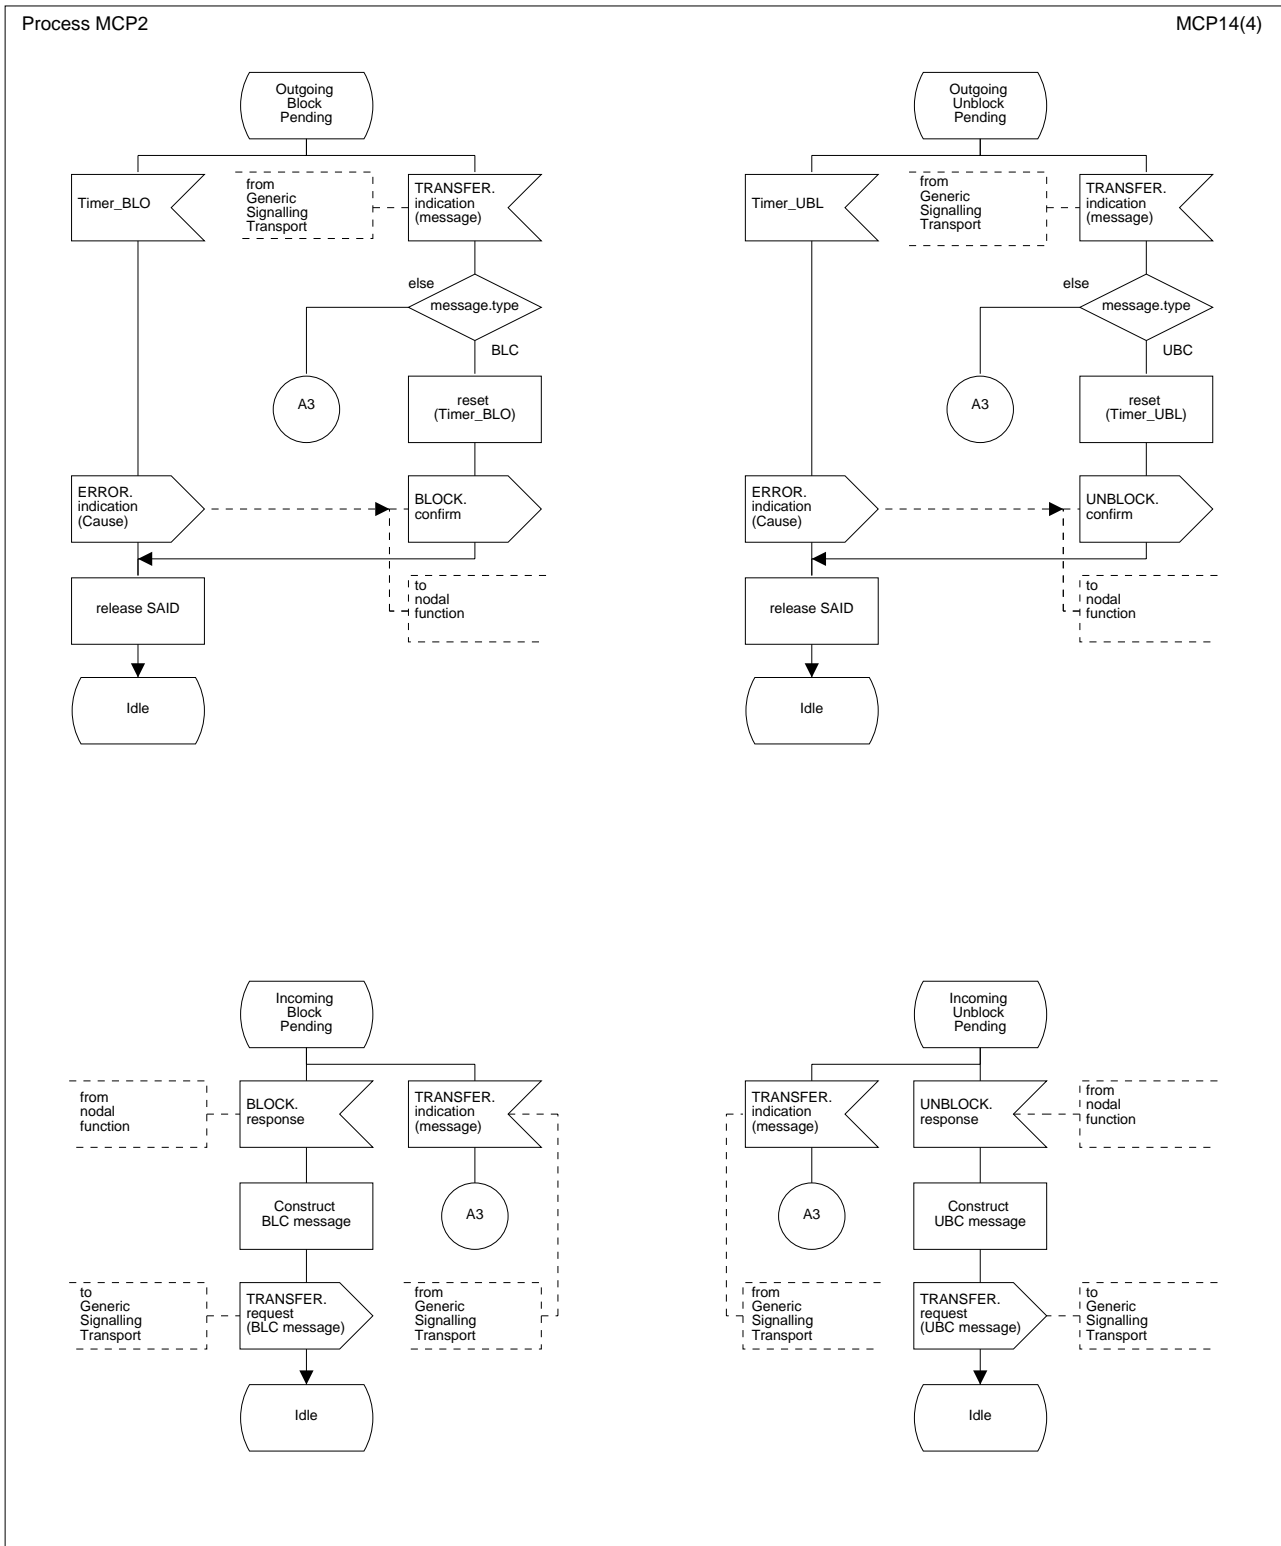 Process MCP2
MCP14(4)
Outgoing
Block
Pending
Timer_BLO
from
Generic
Signalling
Transport
TRANSFER.
indication
(message)
else
message.type
BLC
A3
reset
(Timer_BLO)
ERROR.
indication
(Cause)
BLOCK.
confirm
to
nodal
function
release SAID
Idle
Outgoing
Unblock
Pending
Timer_UBL
from
Generic
Signalling
Transport
TRANSFER.
indication
(message)
else
message.type
UBC
A3
reset
(Timer_UBL)
ERROR.
indication
(Cause)
UNBLOCK.
confirm
to
nodal
function
release SAID
Idle
Incoming
Block
Pending
from
nodal
function
BLOCK.
response
TRANSFER.
indication
(message)
Construct
BLC message
A3
to
Generic
Signalling
Transport
TRANSFER.
request
(BLC message)
from
Generic
Signalling
Transport
Idle
Incoming
Unblock
Pending
TRANSFER.
indication
(message)
UNBLOCK.
response
from
nodal
function
A3
Construct
UBC message
from
Generic
Signalling
Transport
TRANSFER.
request
(UBC message)
to
Generic
Signalling
Transport
Idle